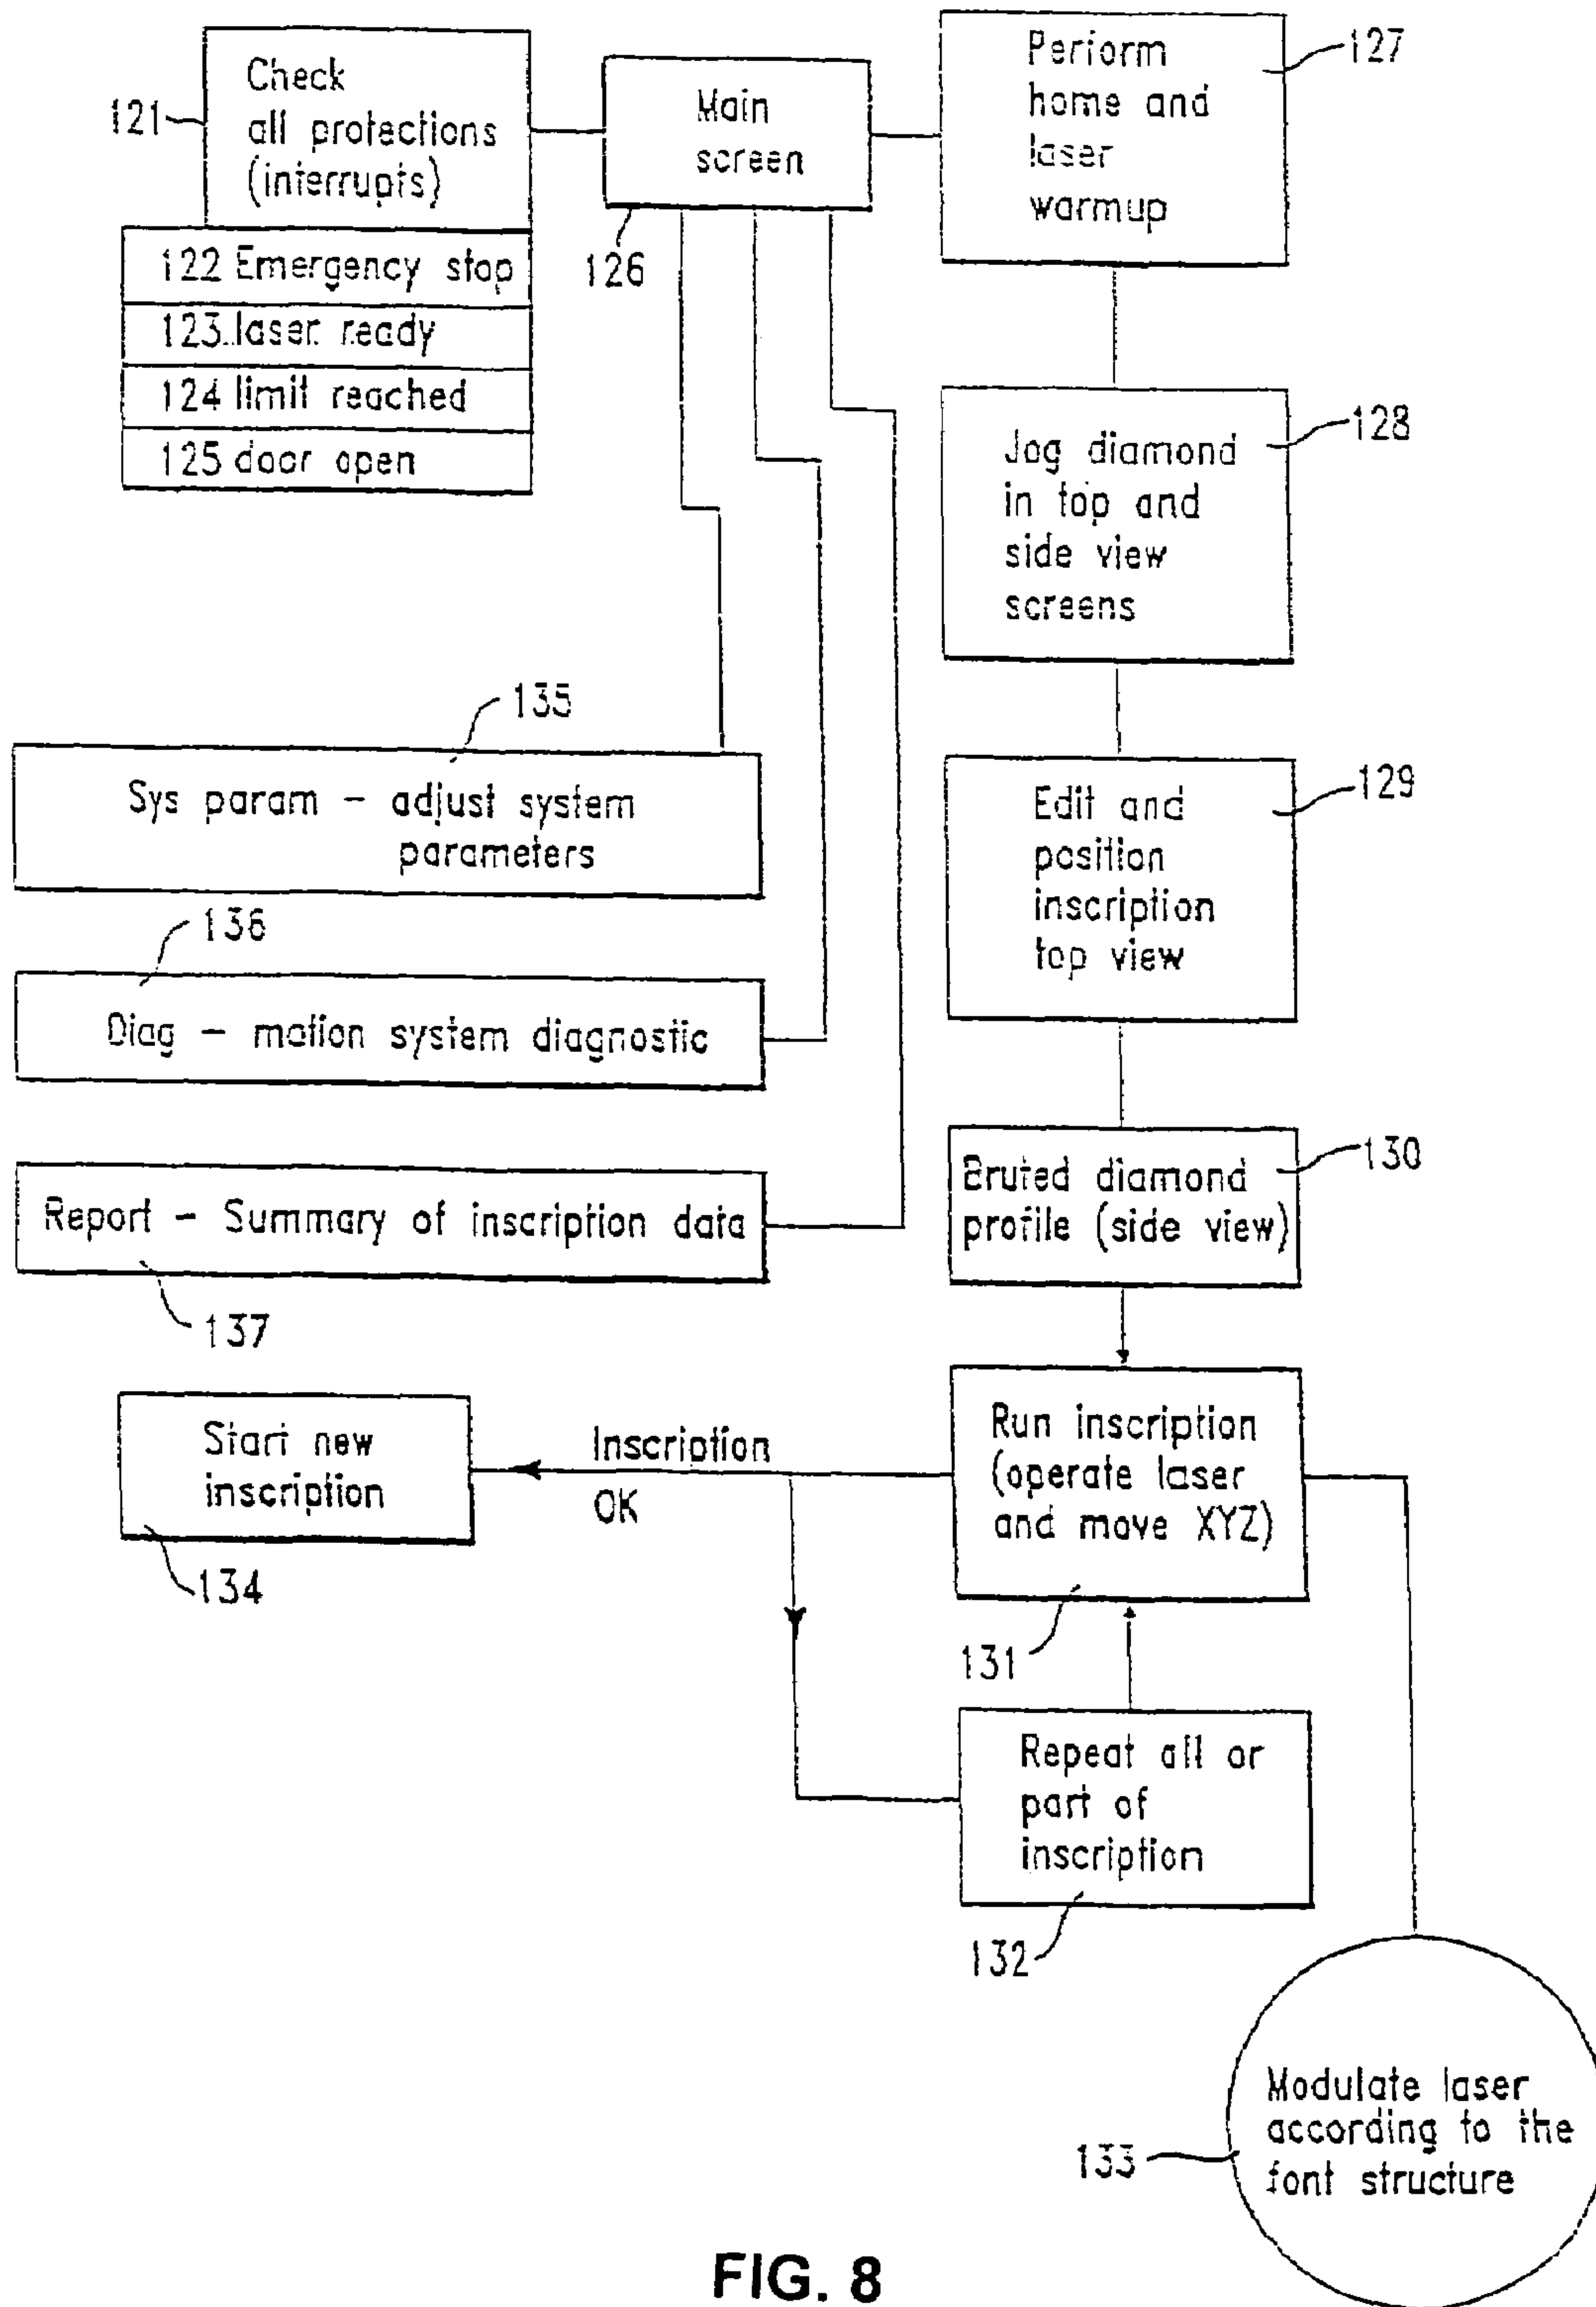 121
Check
all protections
(interrupts)
122 Emergency stop
123 laser ready
124 limit reached
125 door open
Main
screen
126
Perform
home and
laser
warmup
127
Jog diamond
in top and
side view
screens
128
Edit and
position
inscription
top view
129
Bruted diamond
profile (side view)
130
135
Sys param - adjust system
parameters
136
Diag - motion system diagnostic
Report - Summary of inscription data
137
Start new
inscription
134
Inscription
OK
Run inscription
(operate laser
and move XYZ)
131
Repeat all or
part of
inscription
132
Modulate laser
according to the
font structure
133
FIG. 8